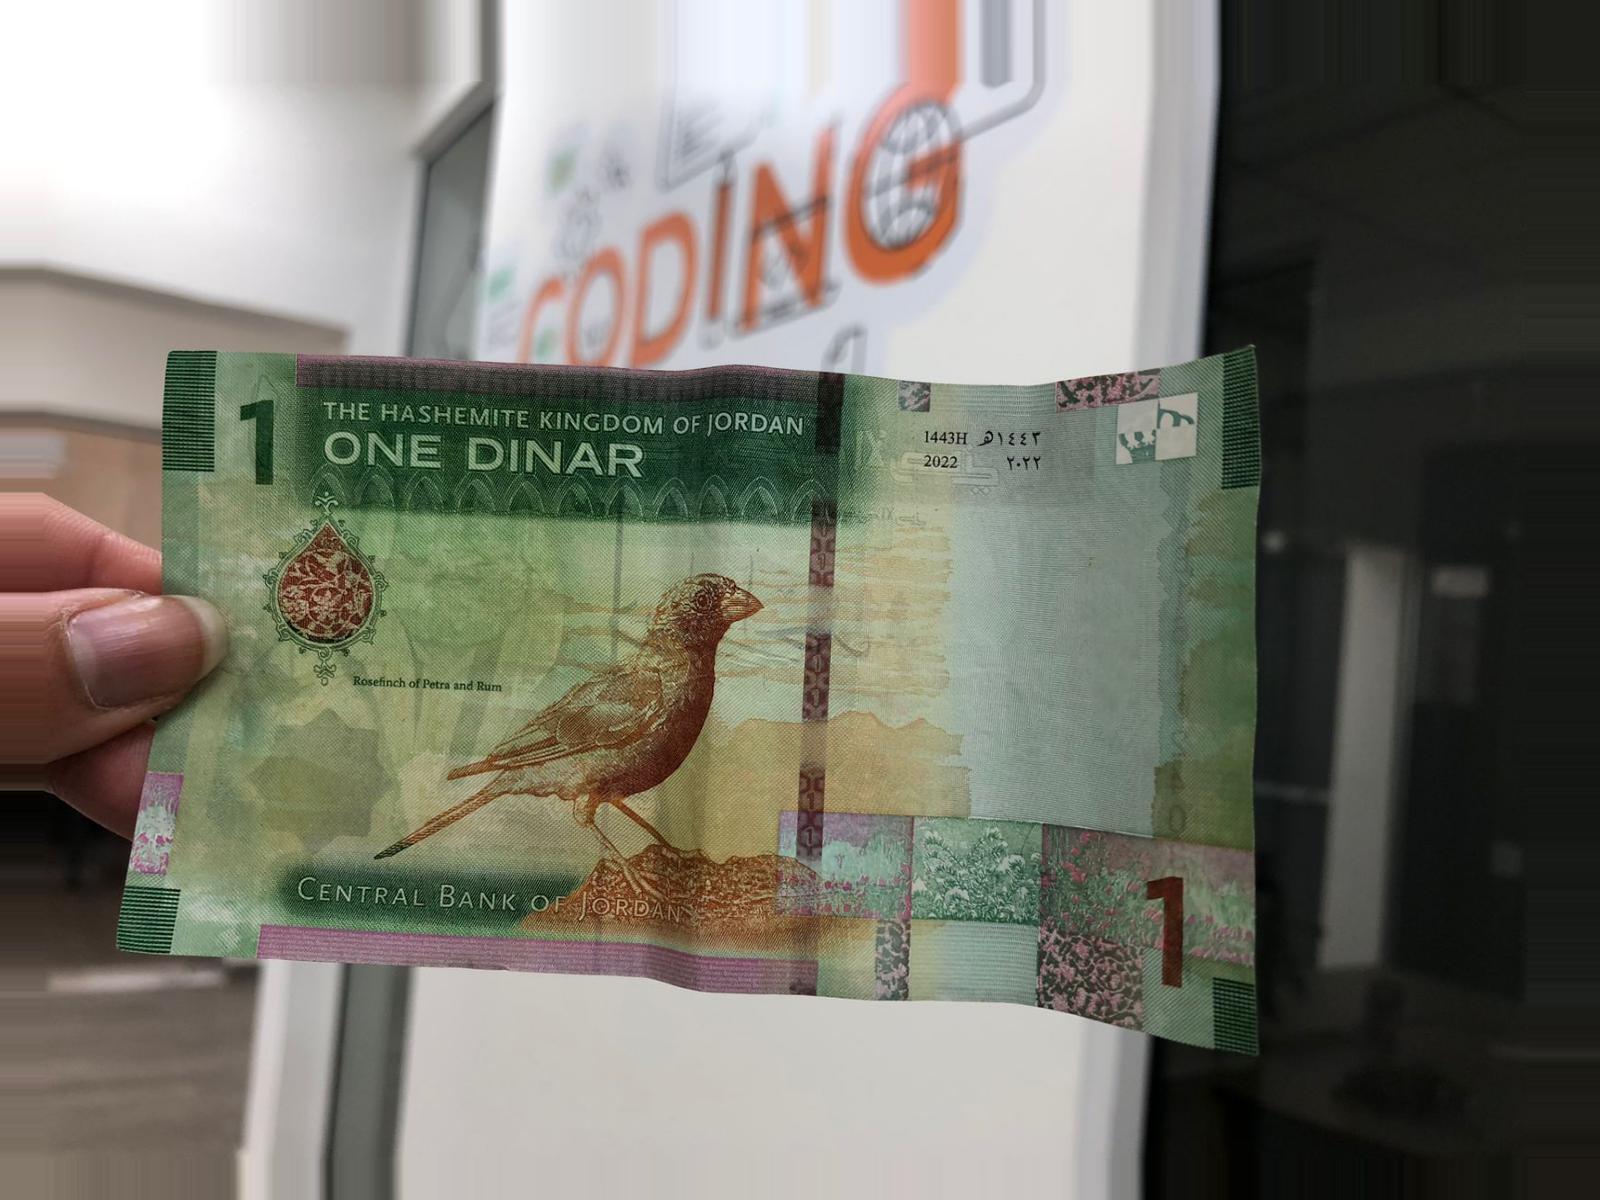 CODING
1
THE HASHEMITE KINGDOM OF JORDAN
ONE DINAR
1443H ١٤٤٣هـ
2022 ٢٠٢٢
Rosefinch of Petra and Rum
CENTRAL BANK OF JORDAN
1